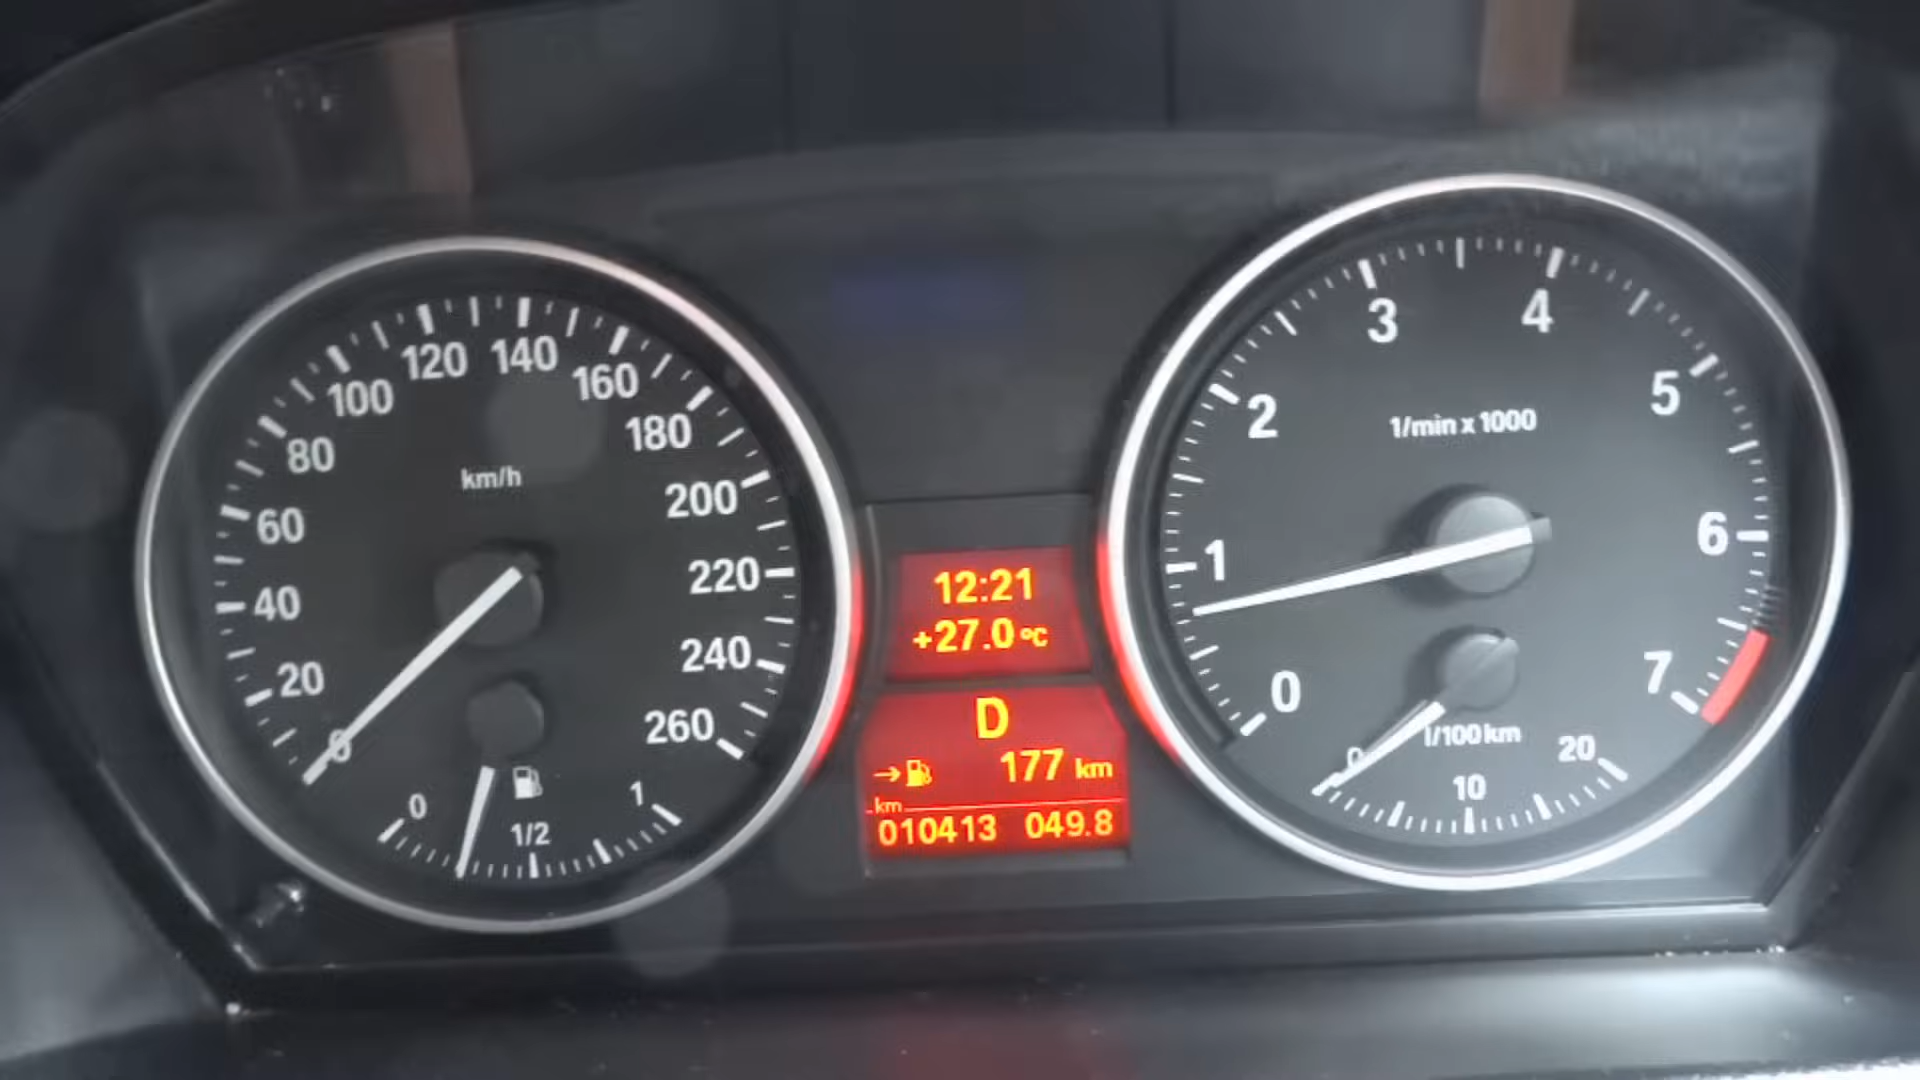 100 120 140 160
80 180
km/h
60 200
40 220
20 240
0 260
0 1/2 1
12:21
+27.0 °C
D
→ 177 km
km
010413 049.8
3 4
2 5
1/min x 1000
1 6
0 7
l/100km
0 10 20